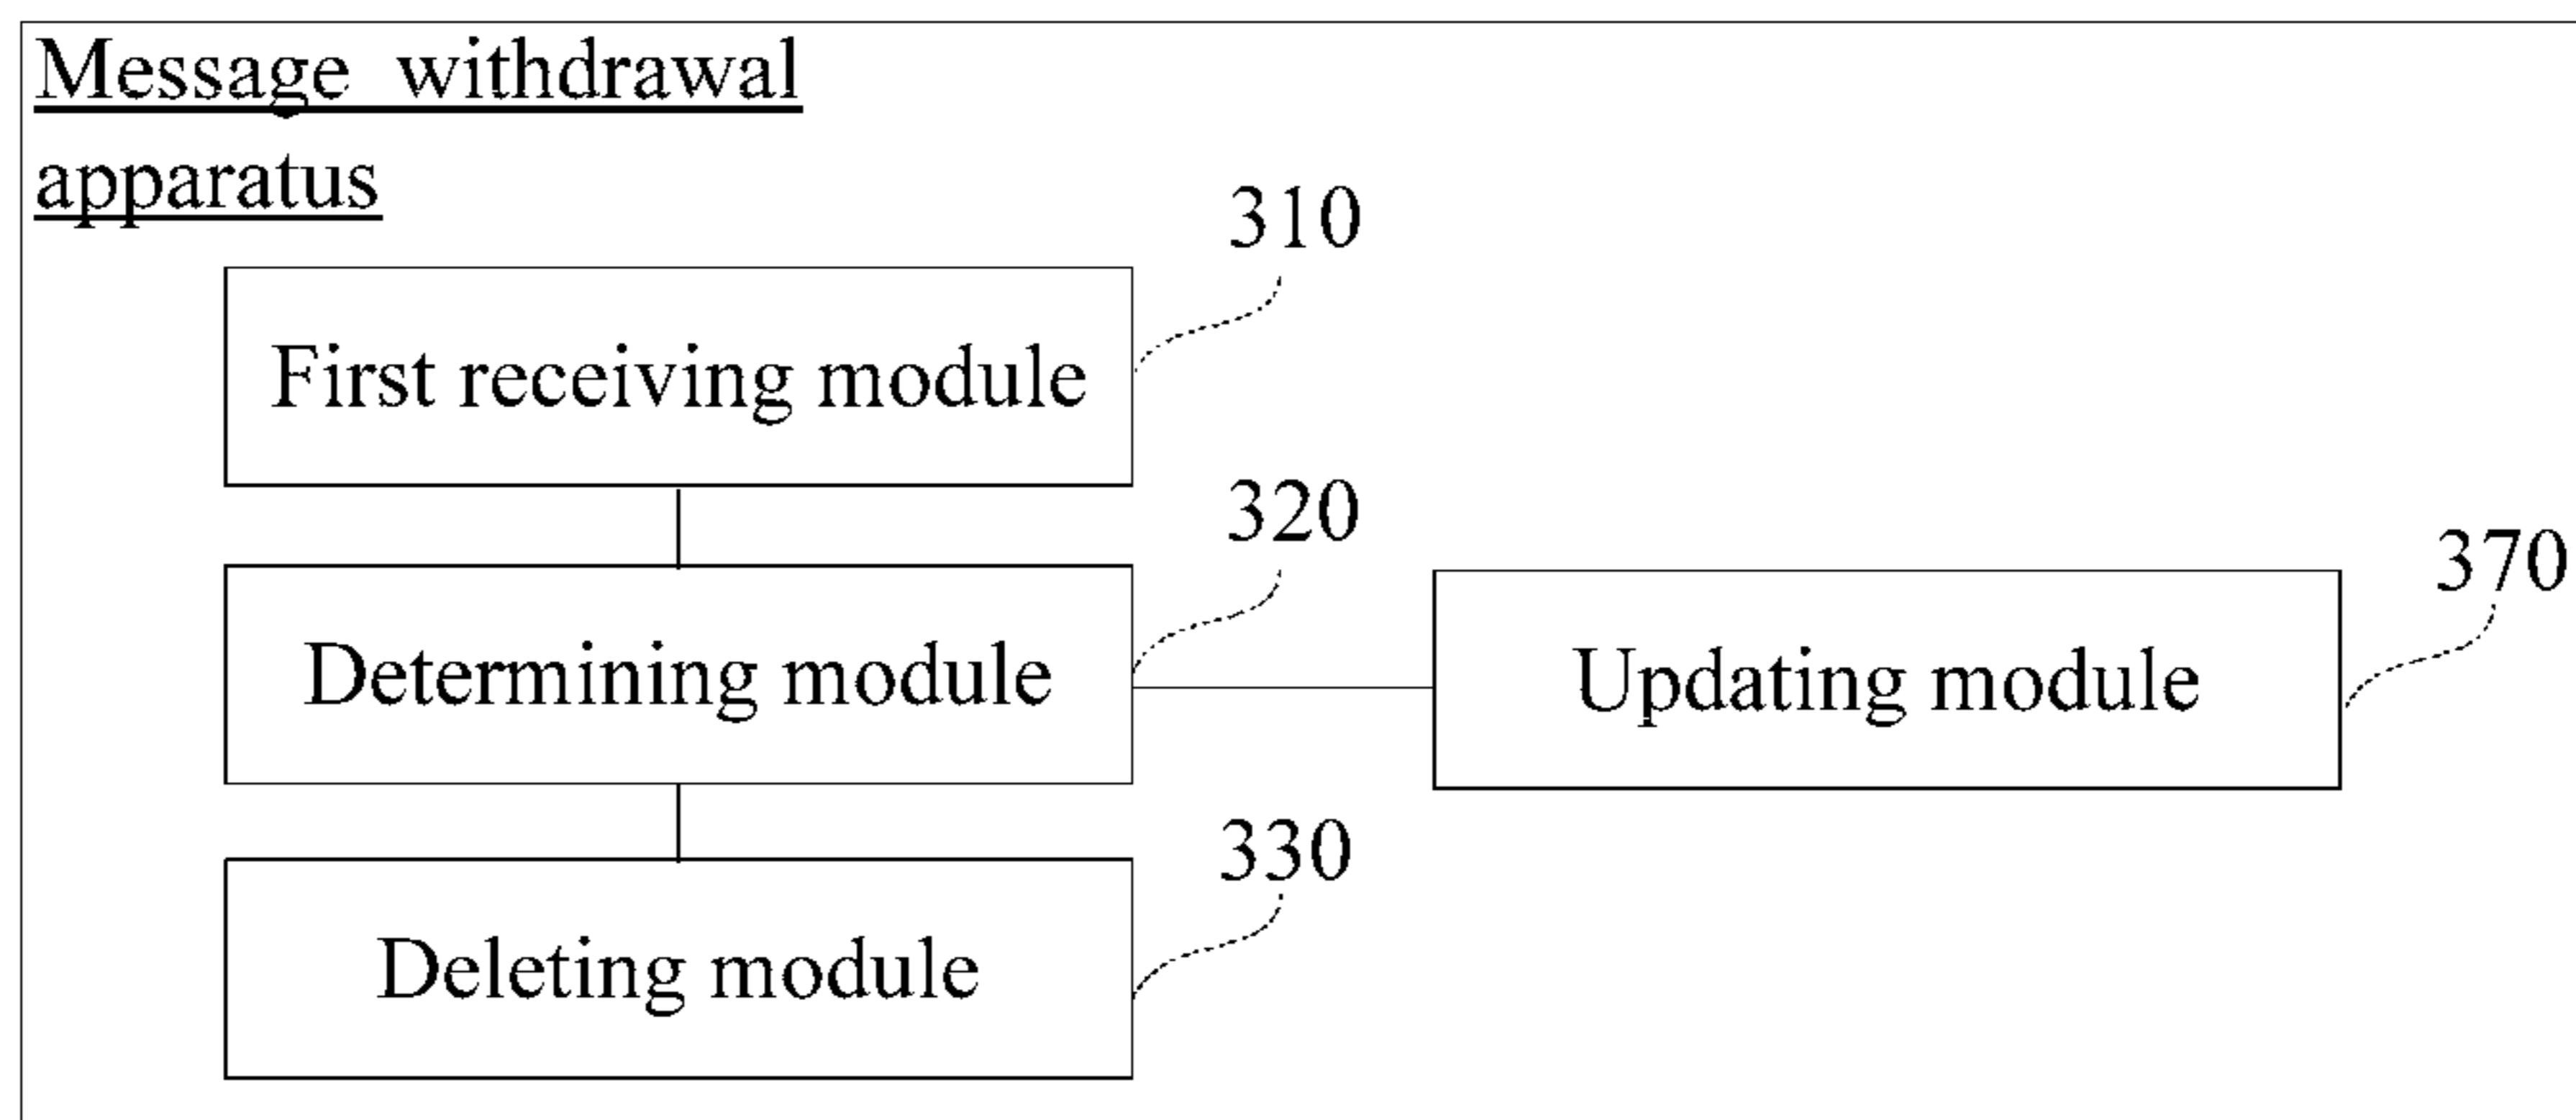 Message withdrawal
apparatus
310
First receiving module
320
Determining module
370
Updating module
330
Deleting module